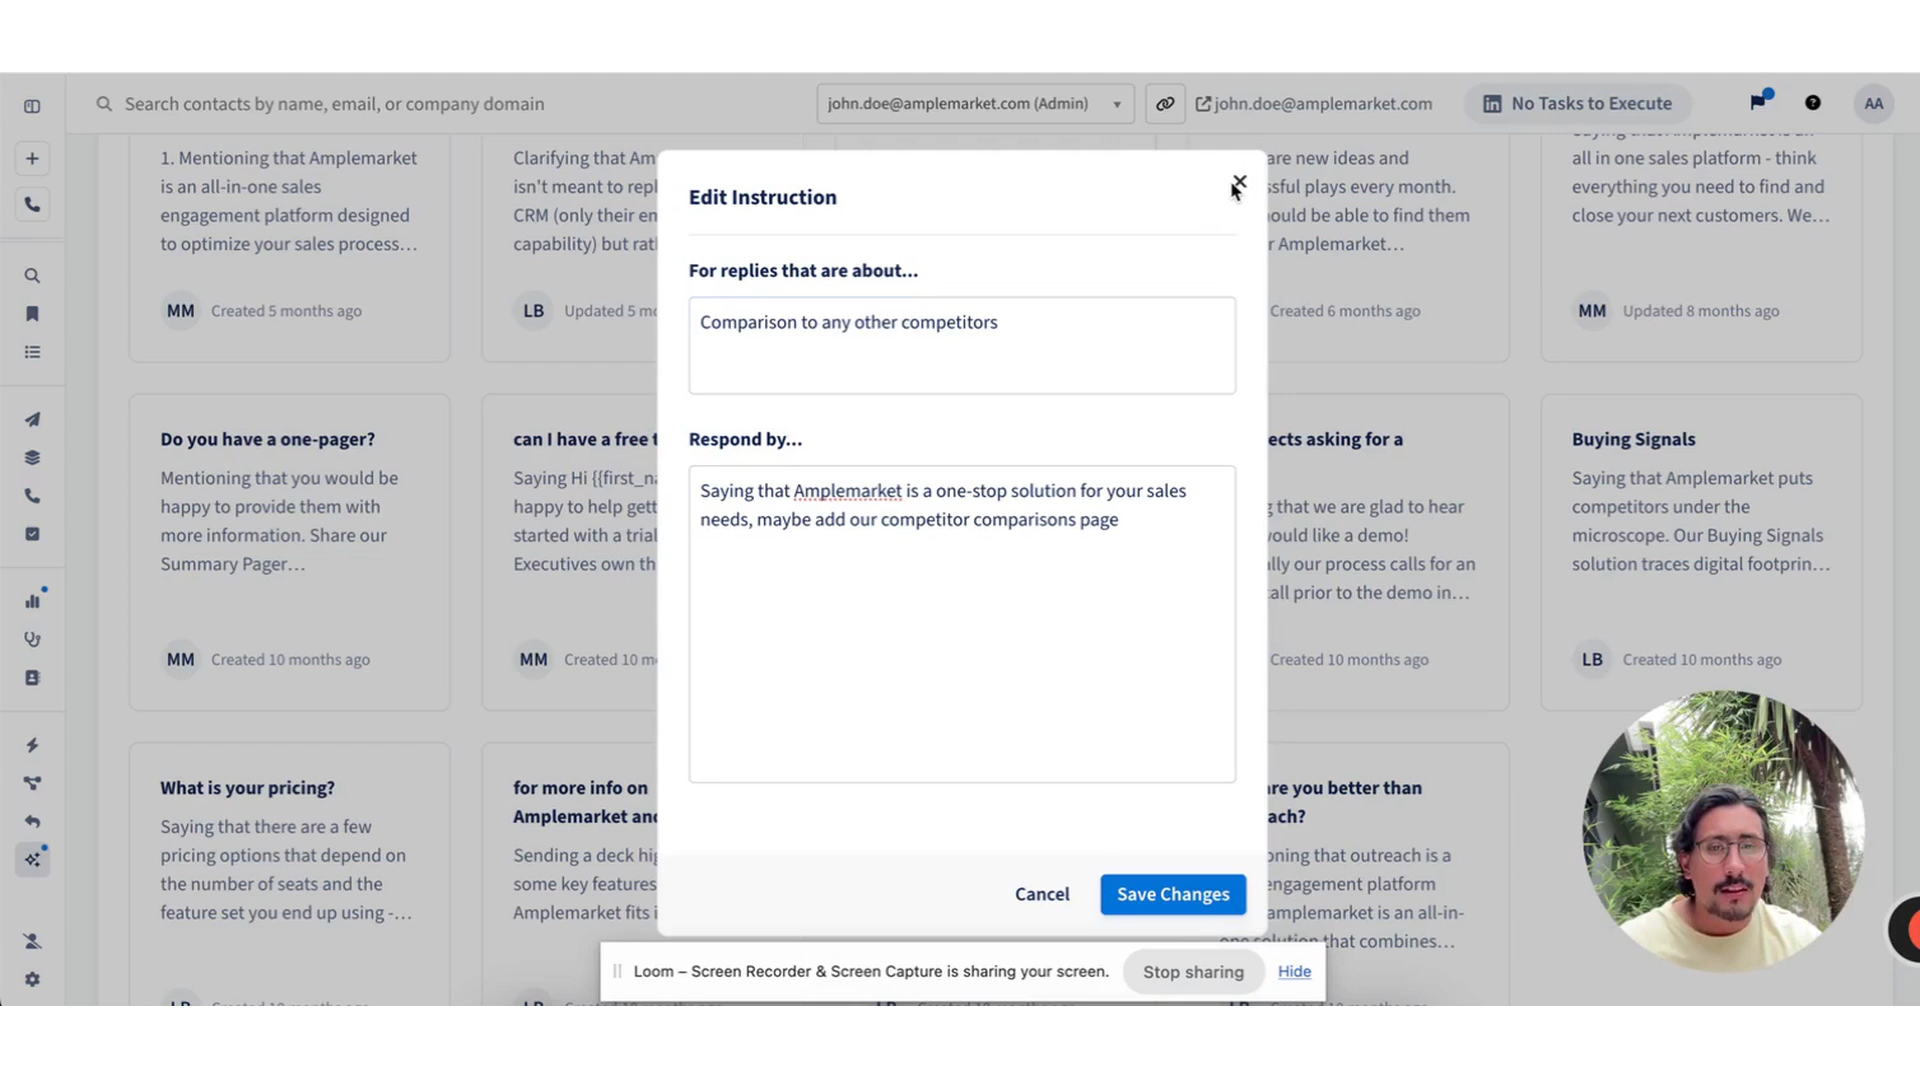 Search contacts by name, email, or company domain
john.doe@amplemarket.com (Admin)
john.doe@amplemarket.com
No Tasks to Execute
AA
1. Mentioning that Amplemarket
is an all-in-one sales
engagement platform designed
to optimize your sales process...
MM Created 5 months ago
Clarifying that Am
isn't meant to repl
CRM (only their en
capability) but rath
LB Updated 5 mo
are new ideas and
ssful plays every month.
ould be able to find them
r Amplemarket...
Created 6 months ago
all in one sales platform - think
everything you need to find and
close your next customers. We...
MM Updated 8 months ago
Edit Instruction
For replies that are about...
Comparison to any other competitors
Respond by...
Saying that Amplemarket is a one-stop solution for your sales
needs, maybe add our competitor comparisons page
Cancel
Save Changes
Do you have a one-pager?
Mentioning that you would be
happy to provide them with
more information. Share our
Summary Pager...
MM Created 10 months ago
can I have a free t
Saying Hi {{first_na
happy to help gett
started with a trial
Executives own th
MM Created 10 m
ects asking for a
g that we are glad to hear
ould like a demo!
lly our process calls for an
all prior to the demo in...
Created 10 months ago
Buying Signals
Saying that Amplemarket puts
competitors under the
microscope. Our Buying Signals
solution traces digital footprin...
LB Created 10 months ago
What is your pricing?
Saying that there are a few
pricing options that depend on
the number of seats and the
feature set you end up using -...
for more info on
Amplemarket and
Sending a deck hig
some key features
Amplemarket fits i
are you better than
ach?
oning that outreach is a
engagement platform
amplemarket is an all-in-
one solution that combines...
Loom – Screen Recorder & Screen Capture is sharing your screen.
Stop sharing
Hide